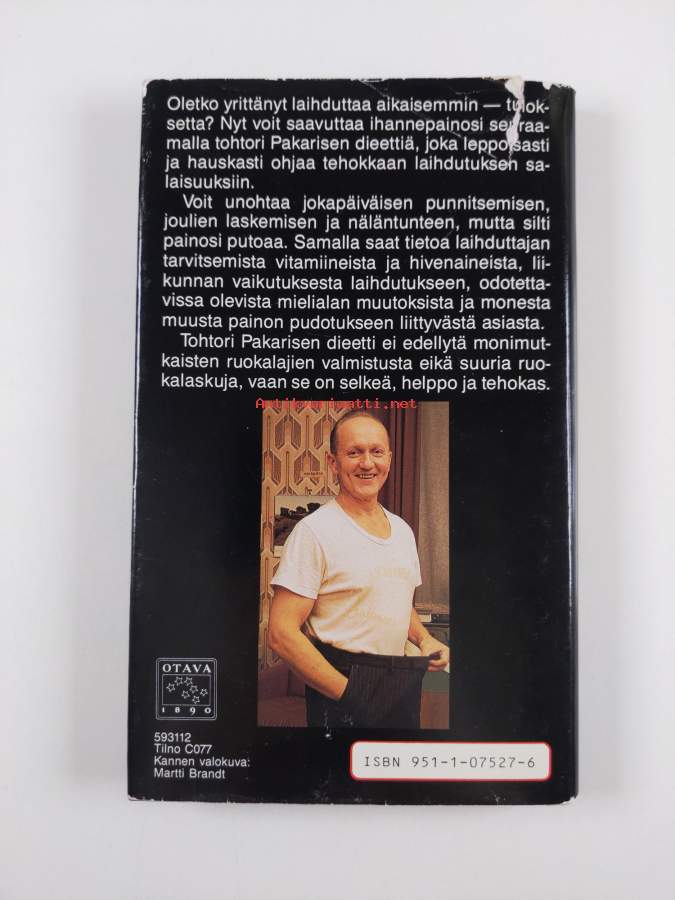 Oletko yrittänyt laihduttaa aikaisemmin — tulok-
setta? Nyt voit saavuttaa ihannepainosi seuraa-
malla tohtori Pakarisen dieettiä, joka leppoisasti
ja hauskasti ohjaa tehokkaan laihdutuksen sa-
laisuuksiin.
Voit unohtaa jokapäiväisen punnitsemisen,
joulien laskemisen ja näläntunteen, mutta silti
painosi putoaa. Samalla saat tietoa laihduttajan
tarvitsemista vitamiineista ja hivenaineista, lii-
kunnan vaikutuksesta laihdutukseen, odotetta-
vissa olevista mielialan muutoksista ja monesta
muusta painon pudotukseen liittyvästä asiasta.
Tohtori Pakarisen dieetti ei edellytä monimut-
kaisten ruokalajien valmistusta eikä suuria ruo-
kalaskuja, vaan se on selkeä, helppo ja tehokas.
Antikvariaatti.net
OTAVA
1890
593112
Tilno C077
Kannen valokuva:
Martti Brandt
ISBN 951-1-07527-6